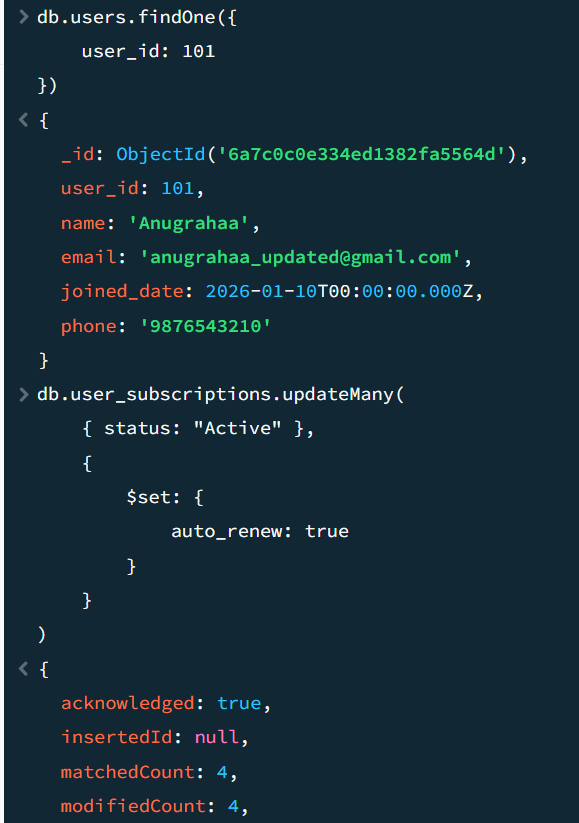 > db.users.findOne({
user_id: 101
})
< {
_id: ObjectId('6a7c0c0e334ed1382fa5564d'),
user_id: 101,
name: 'Anugrahaa',
email: 'anugrahaa_updated@gmail.com',
joined_date: 2026-01-10T00:00:00.000Z,
phone: '9876543210'
}
> db.user_subscriptions.updateMany(
{ status: "Active" },
{
$set: {
auto_renew: true
}
}
)
< {
acknowledged: true,
insertedId: null,
matchedCount: 4,
modifiedCount: 4,